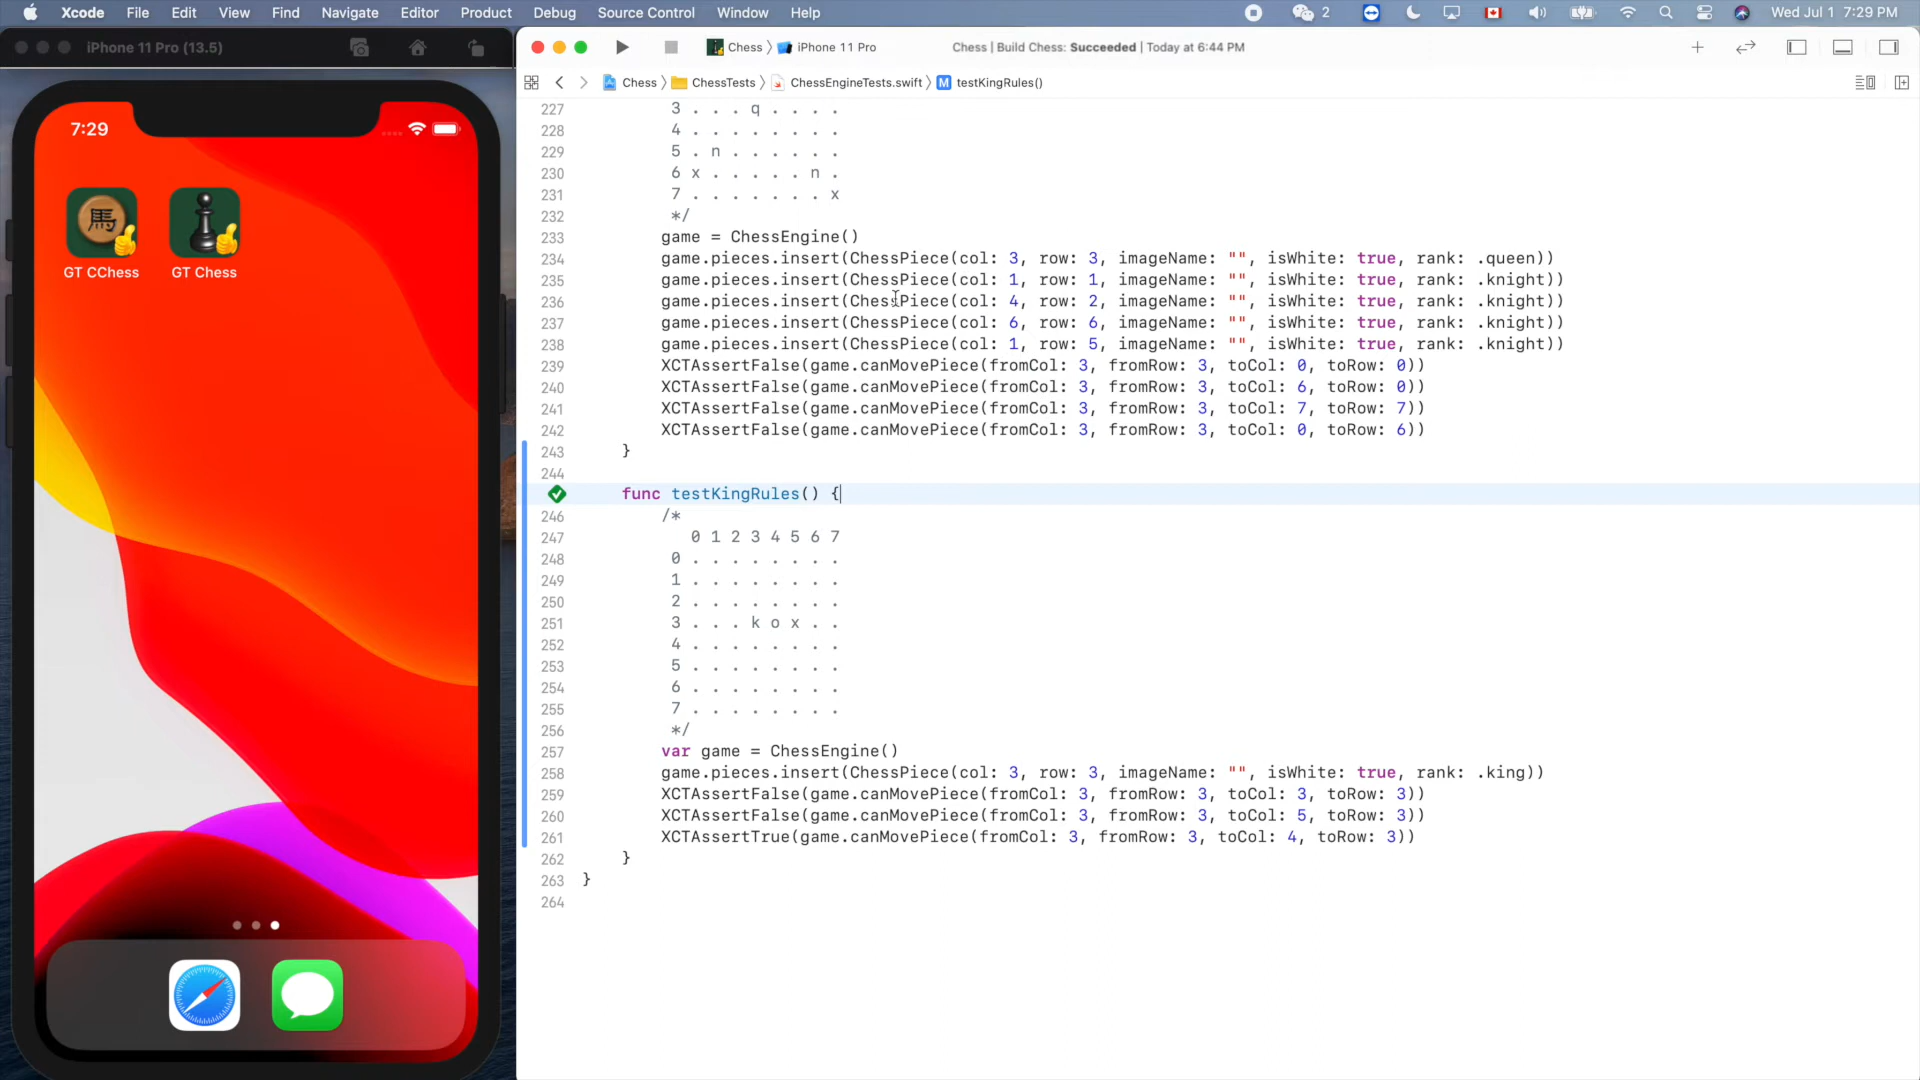 Xcode File Edit View Find Navigate Editor Product Debug Source Control Window Help 2 Wed Jul 1 7:29 PM
iPhone 11 Pro (13.5)
Chess 〉 iPhone 11 Pro Chess | Build Chess: Succeeded | Today at 6:44 PM
Chess 〉 ChessTests 〉 ChessEngineTests.swift 〉 M testKingRules()
7:29
GT CChess GT Chess
227 3 . . . q . . . .
228 4 . . . . . . . .
229 5 . n . . . . . .
230 6 x . . . . . n .
231 7 . . . . . . . x
232 */
233 game = ChessEngine()
234 game.pieces.insert(ChessPiece(col: 3, row: 3, imageName: "", isWhite: true, rank: .queen))
235 game.pieces.insert(ChessPiece(col: 1, row: 1, imageName: "", isWhite: true, rank: .knight))
236 game.pieces.insert(ChessPiece(col: 4, row: 2, imageName: "", isWhite: true, rank: .knight))
237 game.pieces.insert(ChessPiece(col: 6, row: 6, imageName: "", isWhite: true, rank: .knight))
238 game.pieces.insert(ChessPiece(col: 1, row: 5, imageName: "", isWhite: true, rank: .knight))
239 XCTAssertFalse(game.canMovePiece(fromCol: 3, fromRow: 3, toCol: 0, toRow: 0))
240 XCTAssertFalse(game.canMovePiece(fromCol: 3, fromRow: 3, toCol: 6, toRow: 0))
241 XCTAssertFalse(game.canMovePiece(fromCol: 3, fromRow: 3, toCol: 7, toRow: 7))
242 XCTAssertFalse(game.canMovePiece(fromCol: 3, fromRow: 3, toCol: 0, toRow: 6))
243 }
244
func testKingRules() {
246 /*
247 0 1 2 3 4 5 6 7
248 0 . . . . . . . .
249 1 . . . . . . . .
250 2 . . . . . . . .
251 3 . . . k o x . .
252 4 . . . . . . . .
253 5 . . . . . . . .
254 6 . . . . . . . .
255 7 . . . . . . . .
256 */
257 var game = ChessEngine()
258 game.pieces.insert(ChessPiece(col: 3, row: 3, imageName: "", isWhite: true, rank: .king))
259 XCTAssertFalse(game.canMovePiece(fromCol: 3, fromRow: 3, toCol: 3, toRow: 3))
260 XCTAssertFalse(game.canMovePiece(fromCol: 3, fromRow: 3, toCol: 5, toRow: 3))
261 XCTAssertTrue(game.canMovePiece(fromCol: 3, fromRow: 3, toCol: 4, toRow: 3))
262 }
263 }
264
馬